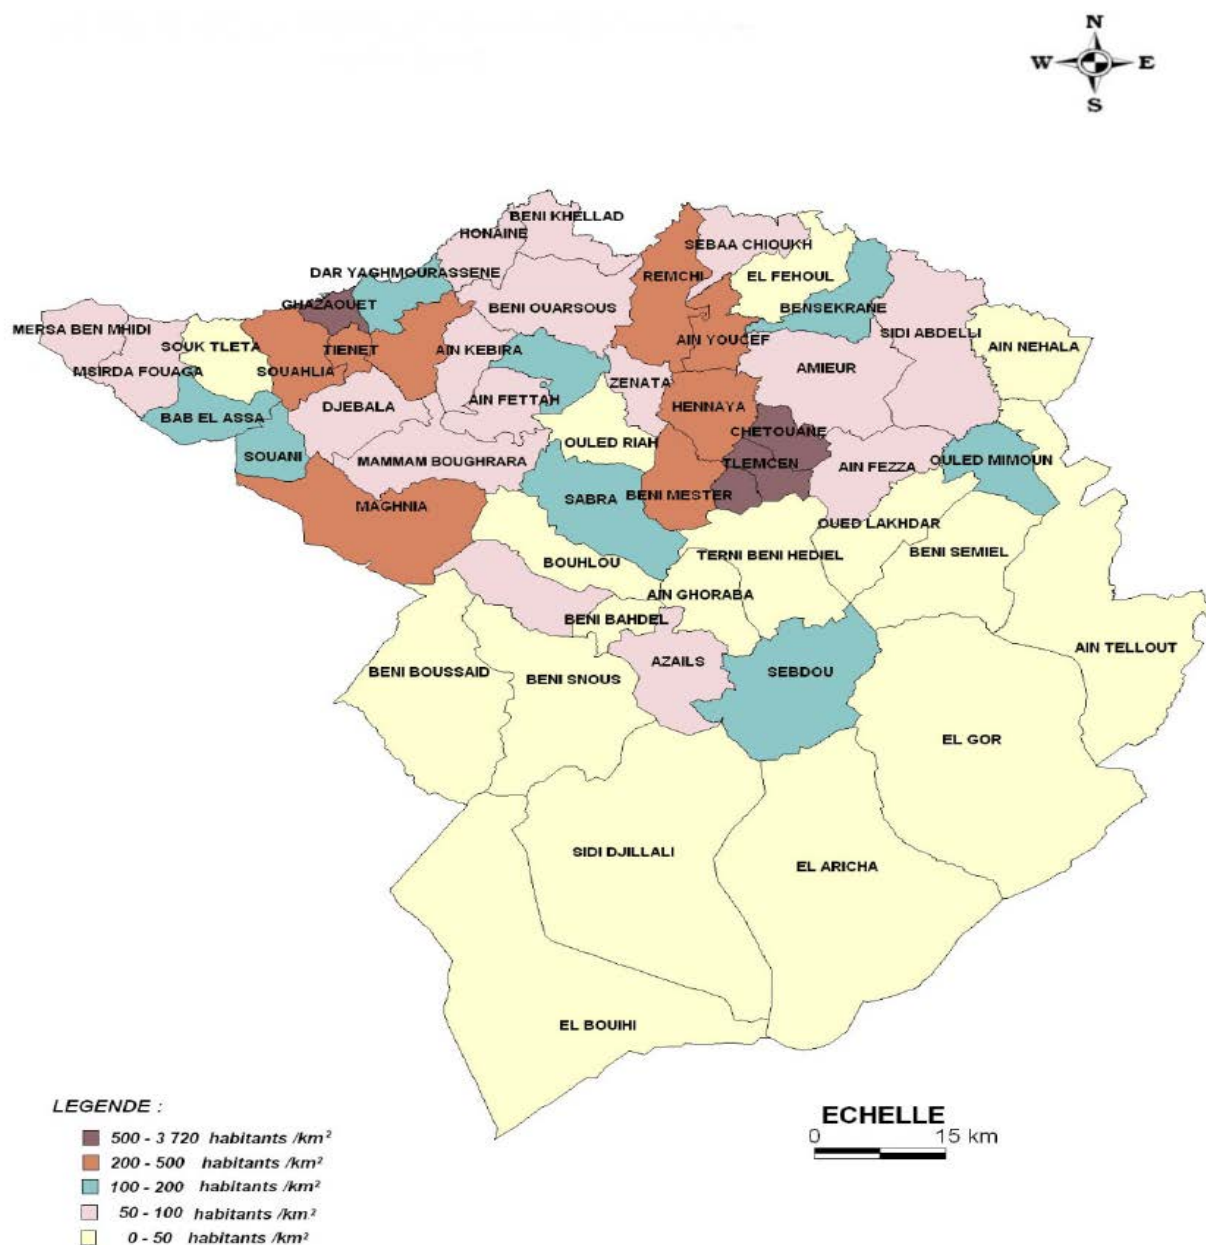 N
W E
S
BENI KHELLAD
HONAINE
SEBAA CHIOUKH
DAR YAGHMOURASSENE
REMCHI
EL FEHOUL
GHAZAOUET
BENI OUARSOUS
BENSEKRANE
MERSA BEN MHIDI
SIDI ABDELLI
SOUK TLETA
TIENET
AIN KEBIRA
AIN YOUCEF
AIN NEHALA
MSIRDA FOUAGA
SOUAHLIA
ZENATA
AMIEUR
DJEBALA
AIN FETTAH
HENNAYA
BAB EL ASSA
CHETOUANE
OULED RIAH
SOUANI
MAMMAM BOUGHRARA
TLEMCEN
AIN FEZZA
OULED MIMOUN
MAGHNIA
SABRA
BENI MESTER
OUED LAKHDAR
BOUHLOU
TERNI BENI HEDIEL
BENI SEMIEL
AIN GHORABA
BENI BAHDEL
AIN TELLOUT
BENI BOUSSAID
BENI SNOUS
AZAILS
SEBDOU
EL GOR
SIDI DJILLALI
EL ARICHA
EL BOUIHI
LEGENDE :
500 - 3 720 habitants /km²
200 - 500 habitants /km²
100 - 200 habitants /km²
50 - 100 habitants /km²
0 - 50 habitants /km²
ECHELLE
0 15 km